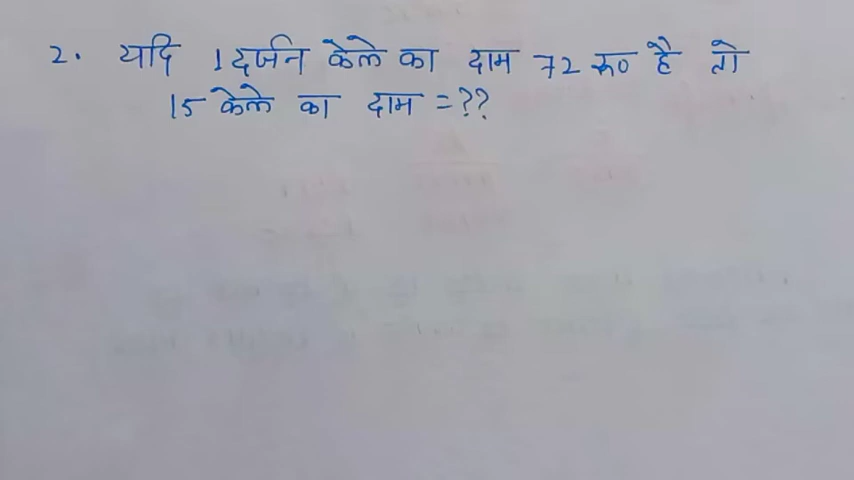 2. यदि 1 दर्जन केले का दाम 72 रू० है तो
15 केले का दाम = ??